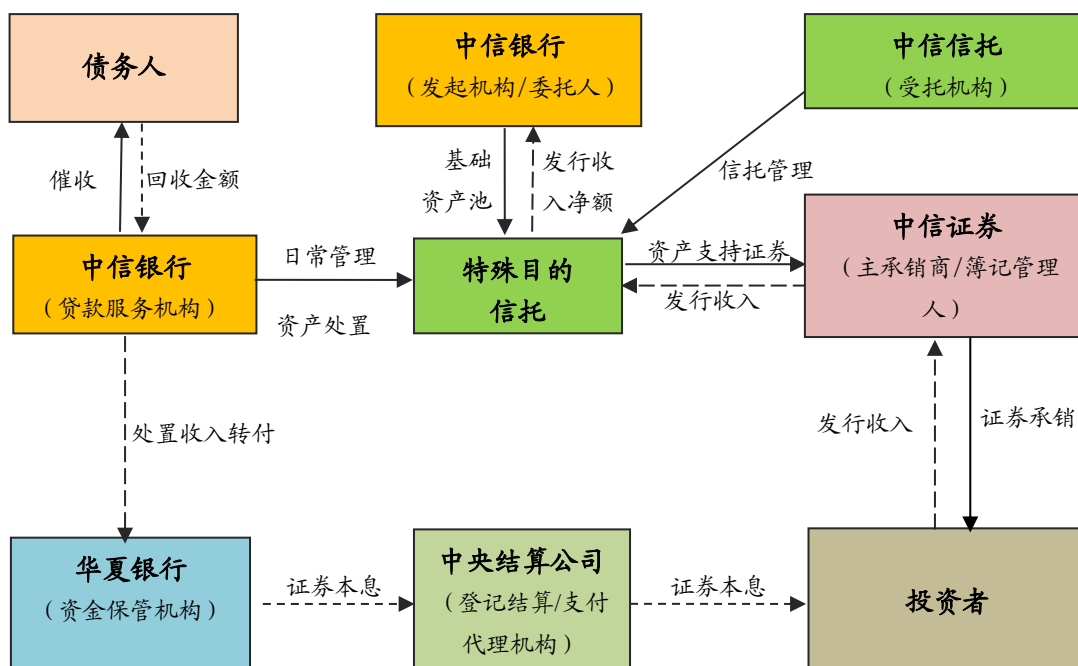 债务人
中信银行
（发起机构/委托人）
中信信托
（受托机构）
催收
回收金额
基础
资产池
发行收
入净额
信托管理
中信银行
（贷款服务机构）
日常管理
资产处置
特殊目的
信托
资产支持证券
发行收入
中信证券
（主承销商/簿记管理
人）
处置收入转付
发行收入
证券承销
华夏银行
（资金保管机构）
证券本息
中央结算公司
（登记结算/支付
代理机构）
证券本息
投资者